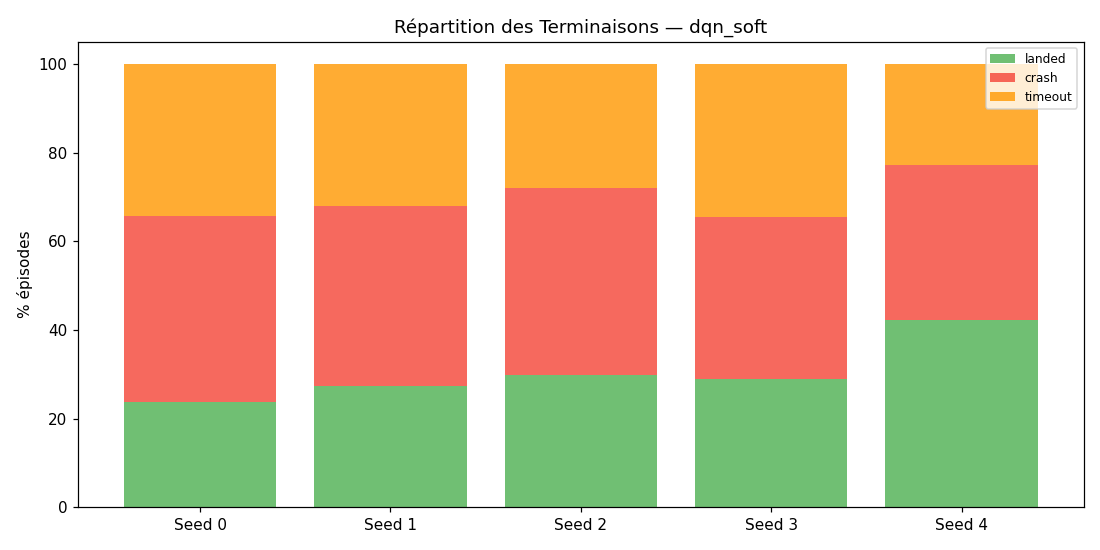 Répartition des Terminaisons — dqn_soft
landed
crash
timeout
100
80
60
40
20
0
% épisodes
Seed 0
Seed 1
Seed 2
Seed 3
Seed 4